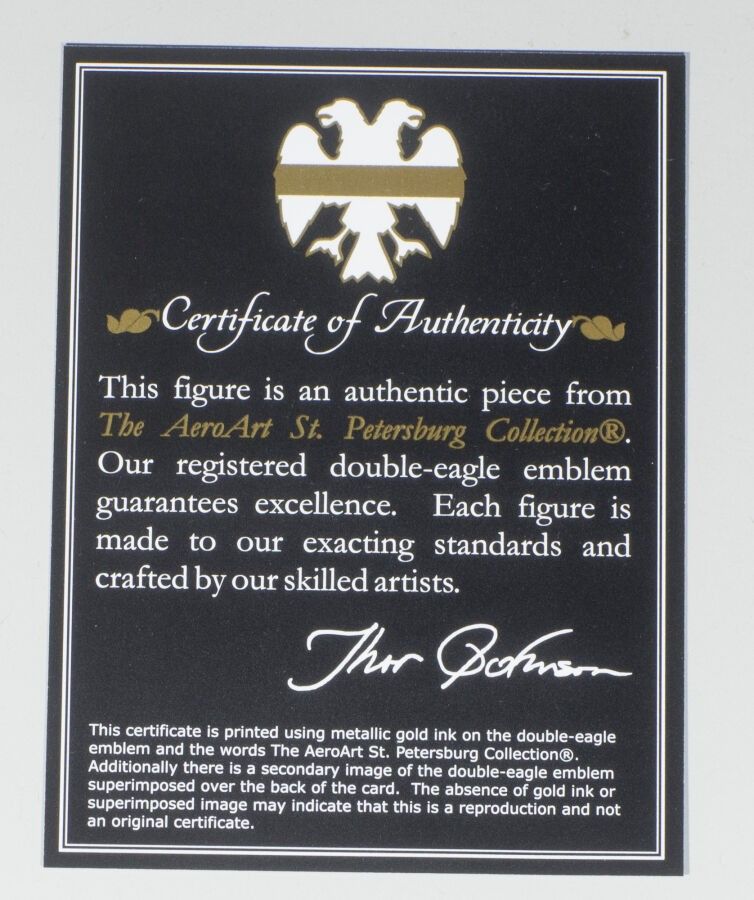 Certificate of Authenticity
This figure is an authentic piece from
The AeroArt St. Petersburg Collection®.
Our registered double-eagle emblem
guarantees excellence. Each figure is
made to our exacting standards and
crafted by our skilled artists.
Thor Johnson
This certificate is printed using metallic gold ink on the double-eagle
emblem and the words The AeroArt St. Petersburg Collection®.
Additionally there is a secondary image of the double-eagle emblem
superimposed over the back of the card. The absence of gold ink or
superimposed image may indicate that this is a reproduction and not
an original certificate.